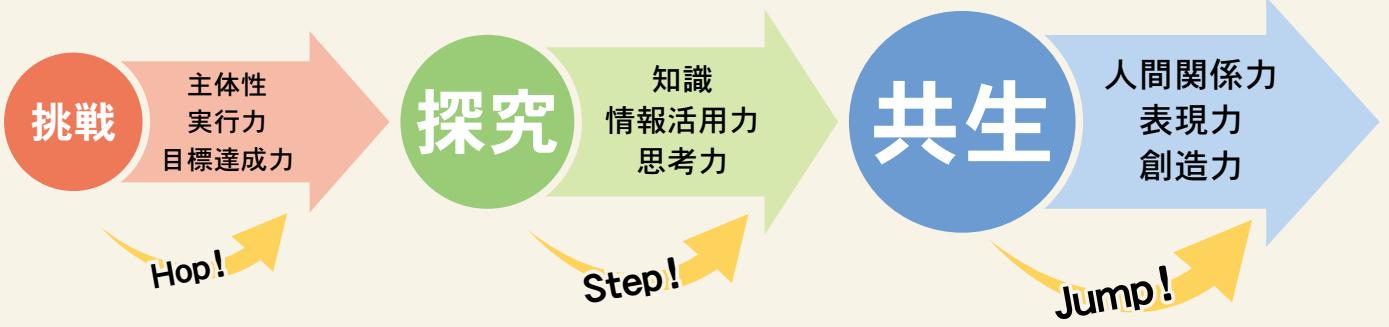 挑戦
主体性
実行力
目標達成力
Hop!
探究
知識
情報活用力
思考力
Step!
共生
人間関係力
表現力
創造力
Jump!